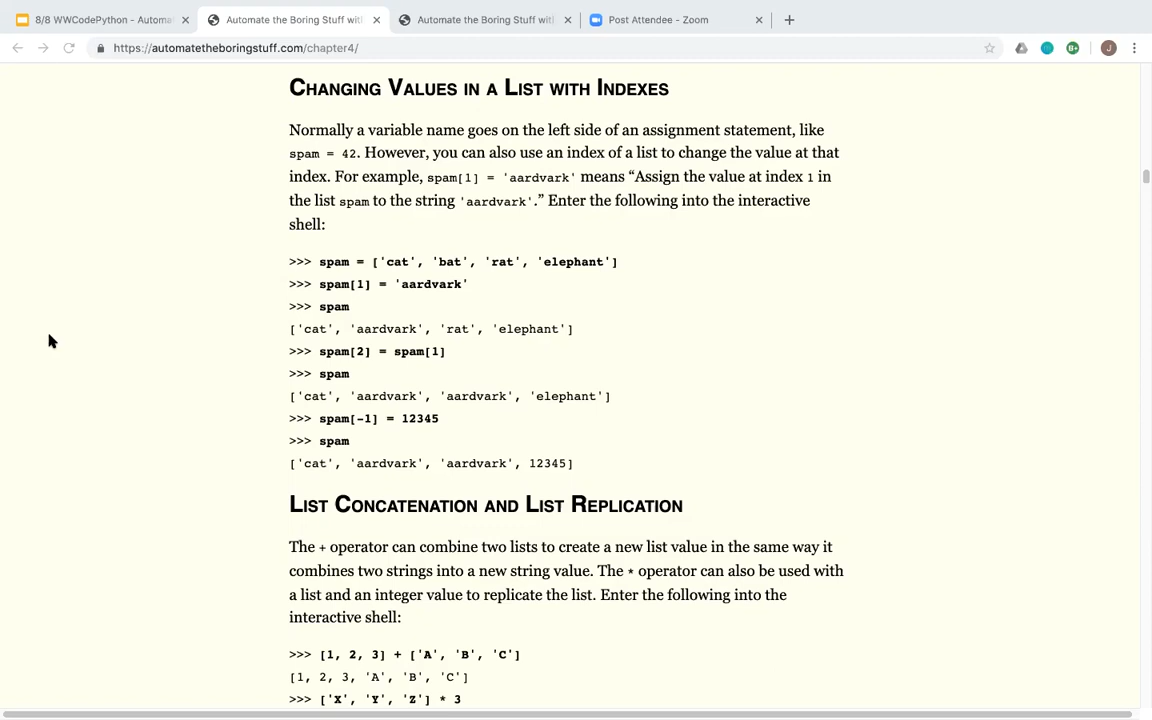 8/8 WWCodePython - Automa
Automate the Boring Stuff with
Automate the Boring Stuff with
Post Attendee - Zoom
https://automatetheboringstuff.com/chapter4/
J
CHANGING VALUES IN A LIST WITH INDEXES
Normally a variable name goes on the left side of an assignment statement, like
spam = 42. However, you can also use an index of a list to change the value at that
index. For example, spam[1] = 'aardvark' means “Assign the value at index 1 in
the list spam to the string 'aardvark'.” Enter the following into the interactive
shell:
>>> spam = ['cat', 'bat', 'rat', 'elephant']
>>> spam[1] = 'aardvark'
>>> spam
['cat', 'aardvark', 'rat', 'elephant']
>>> spam[2] = spam[1]
>>> spam
['cat', 'aardvark', 'aardvark', 'elephant']
>>> spam[-1] = 12345
>>> spam
['cat', 'aardvark', 'aardvark', 12345]
LIST CONCATENATION AND LIST REPLICATION
The + operator can combine two lists to create a new list value in the same way it
combines two strings into a new string value. The * operator can also be used with
a list and an integer value to replicate the list. Enter the following into the
interactive shell:
>>> [1, 2, 3] + ['A', 'B', 'C']
[1, 2, 3, 'A', 'B', 'C']
>>> ['X', 'Y', 'Z'] * 3